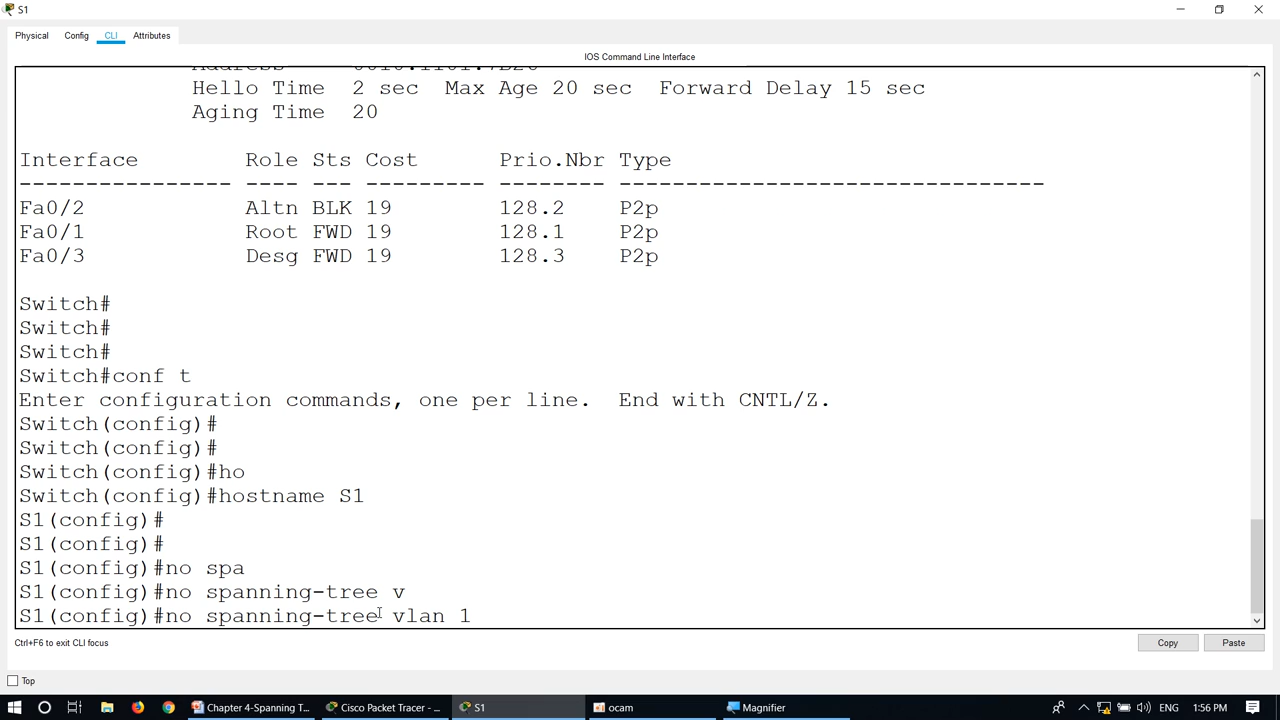 S1
Physical Config CLI Attributes
IOS Command Line Interface
Hello Time 2 sec Max Age 20 sec Forward Delay 15 sec
Aging Time 20
Interface Role Sts Cost Prio.Nbr Type
---------------- ---- --- --------- -------- --------------------------------
Fa0/2 Altn BLK 19 128.2 P2p
Fa0/1 Root FWD 19 128.1 P2p
Fa0/3 Desg FWD 19 128.3 P2p
Switch#
Switch#
Switch#
Switch#conf t
Enter configuration commands, one per line. End with CNTL/Z.
Switch(config)#
Switch(config)#
Switch(config)#ho
Switch(config)#hostname S1
S1(config)#
S1(config)#
S1(config)#no spa
S1(config)#no spanning-tree v
S1(config)#no spanning-tree vlan 1
Ctrl+F6 to exit CLI focus
Copy Paste
Top
Chapter 4-Spanning T... Cisco Packet Tracer - ... S1 ocam Magnifier ENG 1:56 PM